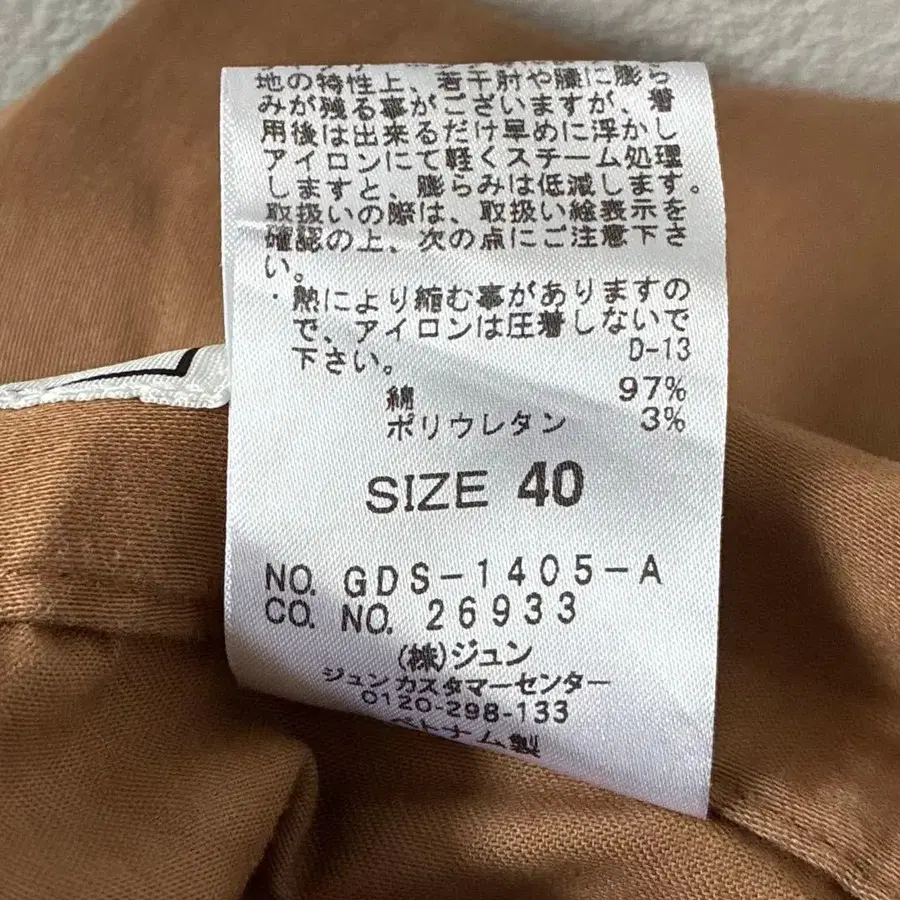 地の特性上、若干肘や膝に膨ら
みが残る事がございますが、着
用後は出来るだけ早めに浮かし
アイロンにて軽くスチーム処理
しますと、膨らみは低減します。
取扱いの際は、取扱い絵表示を
確認の上、次の点にご注意下さ
い。
・熱により縮む事がありますの
で、アイロンは圧着しないで
下さい。 D-13
綿 97%
ポリウレタン 3%
SIZE 40
NO. GDS-1405-A
CO. NO. 26933
(株)ジュン
ジュンカスタマーセンター
0120-298-133
ベトナム製